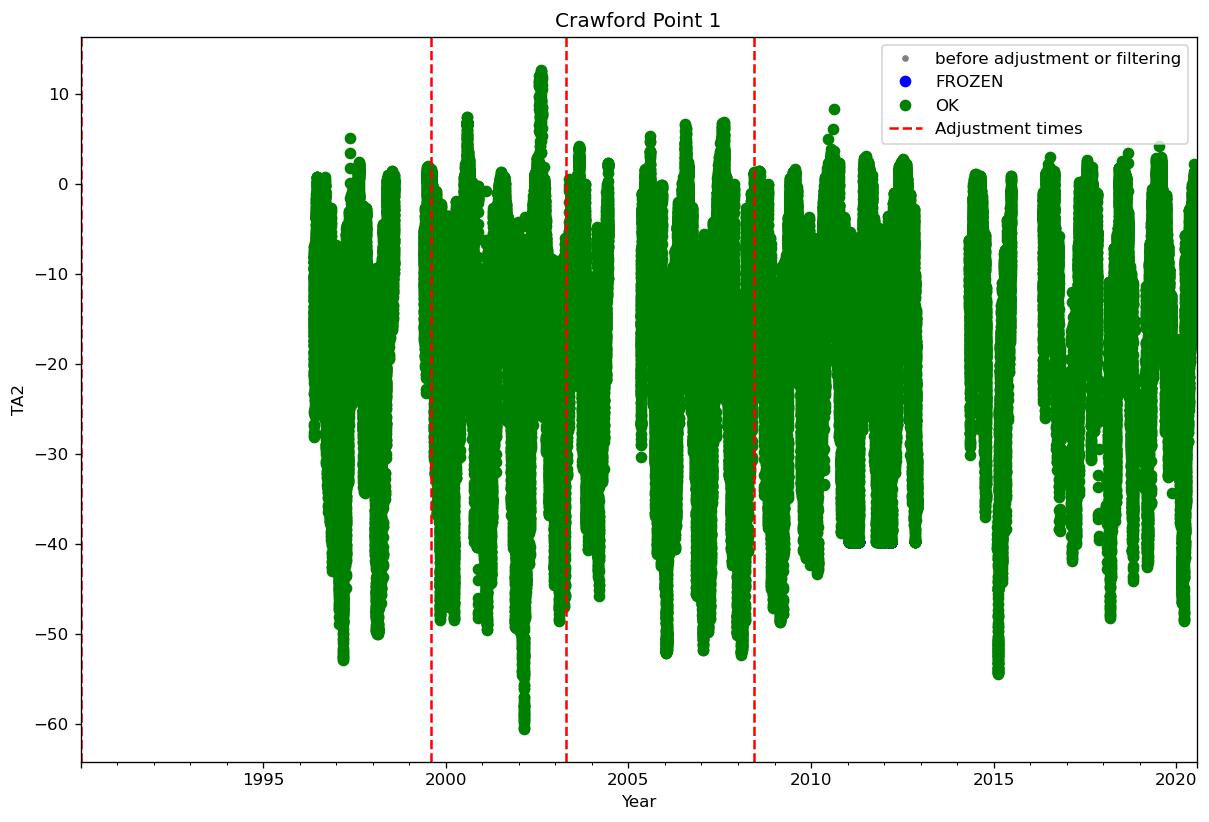 Crawford Point 1
before adjustment or filtering
FROZEN
OK
Adjustment times
10
0
−10
−20
−30
−40
−50
−60
TA2
1995
2000
2005
2010
2015
2020
Year